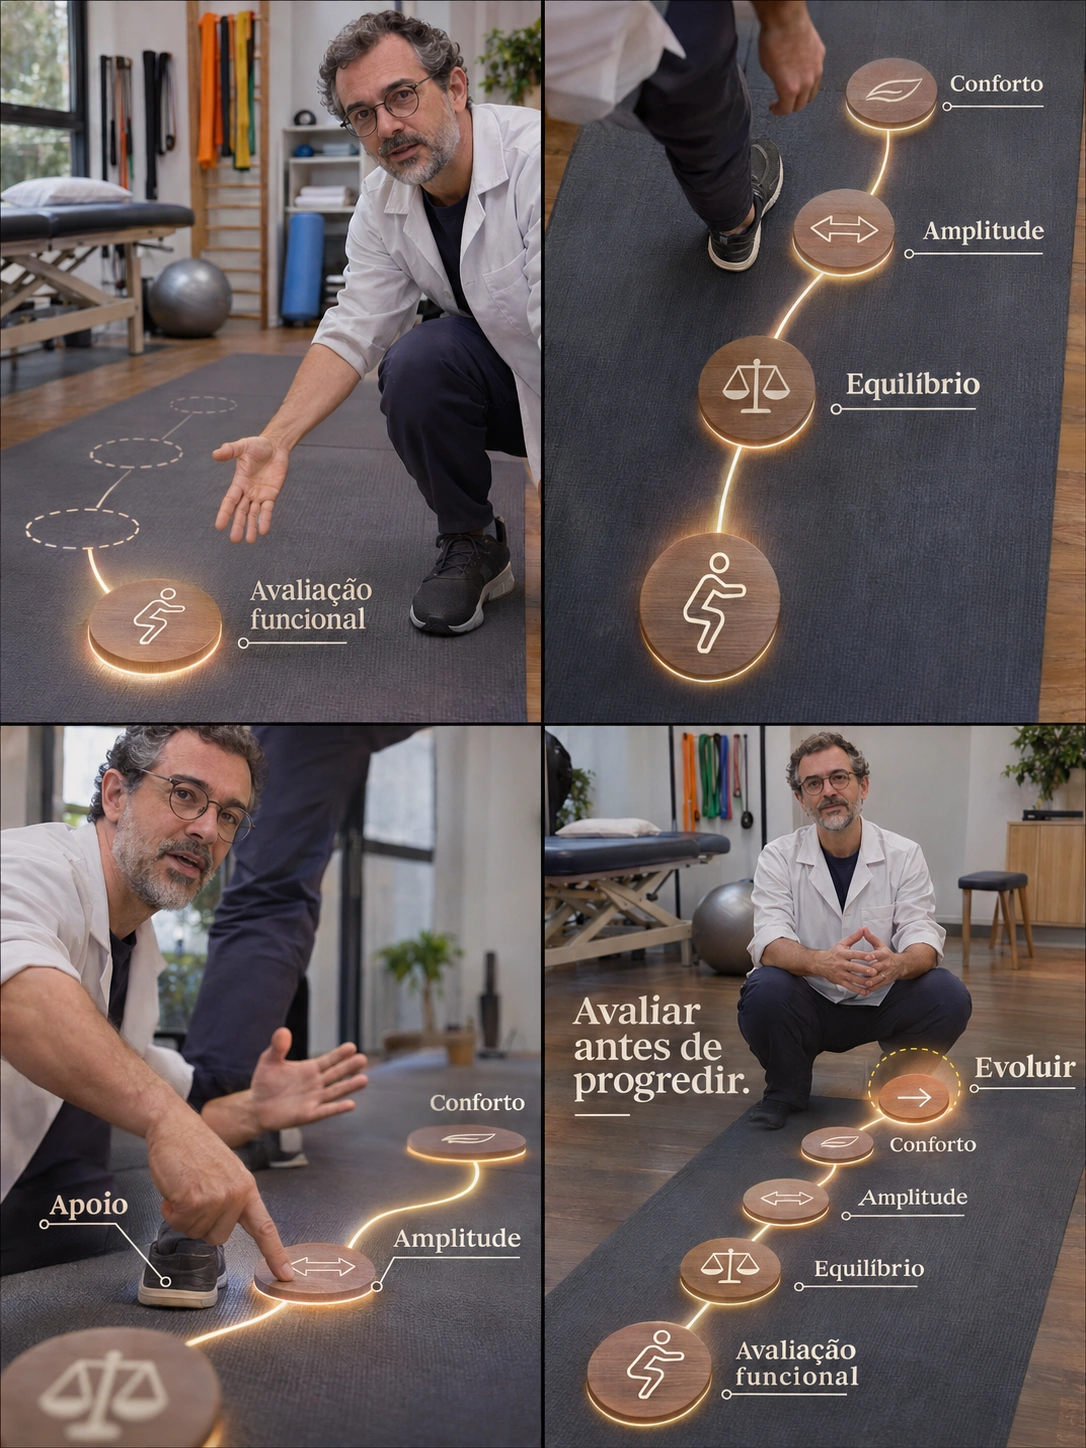 Avaliação
funcional
Conforto
Amplitude
Equilíbrio
Conforto
Apoio
Amplitude
Avaliar
antes de
progredir.
Evoluir
Conforto
Amplitude
Equilíbrio
Avaliação
funcional